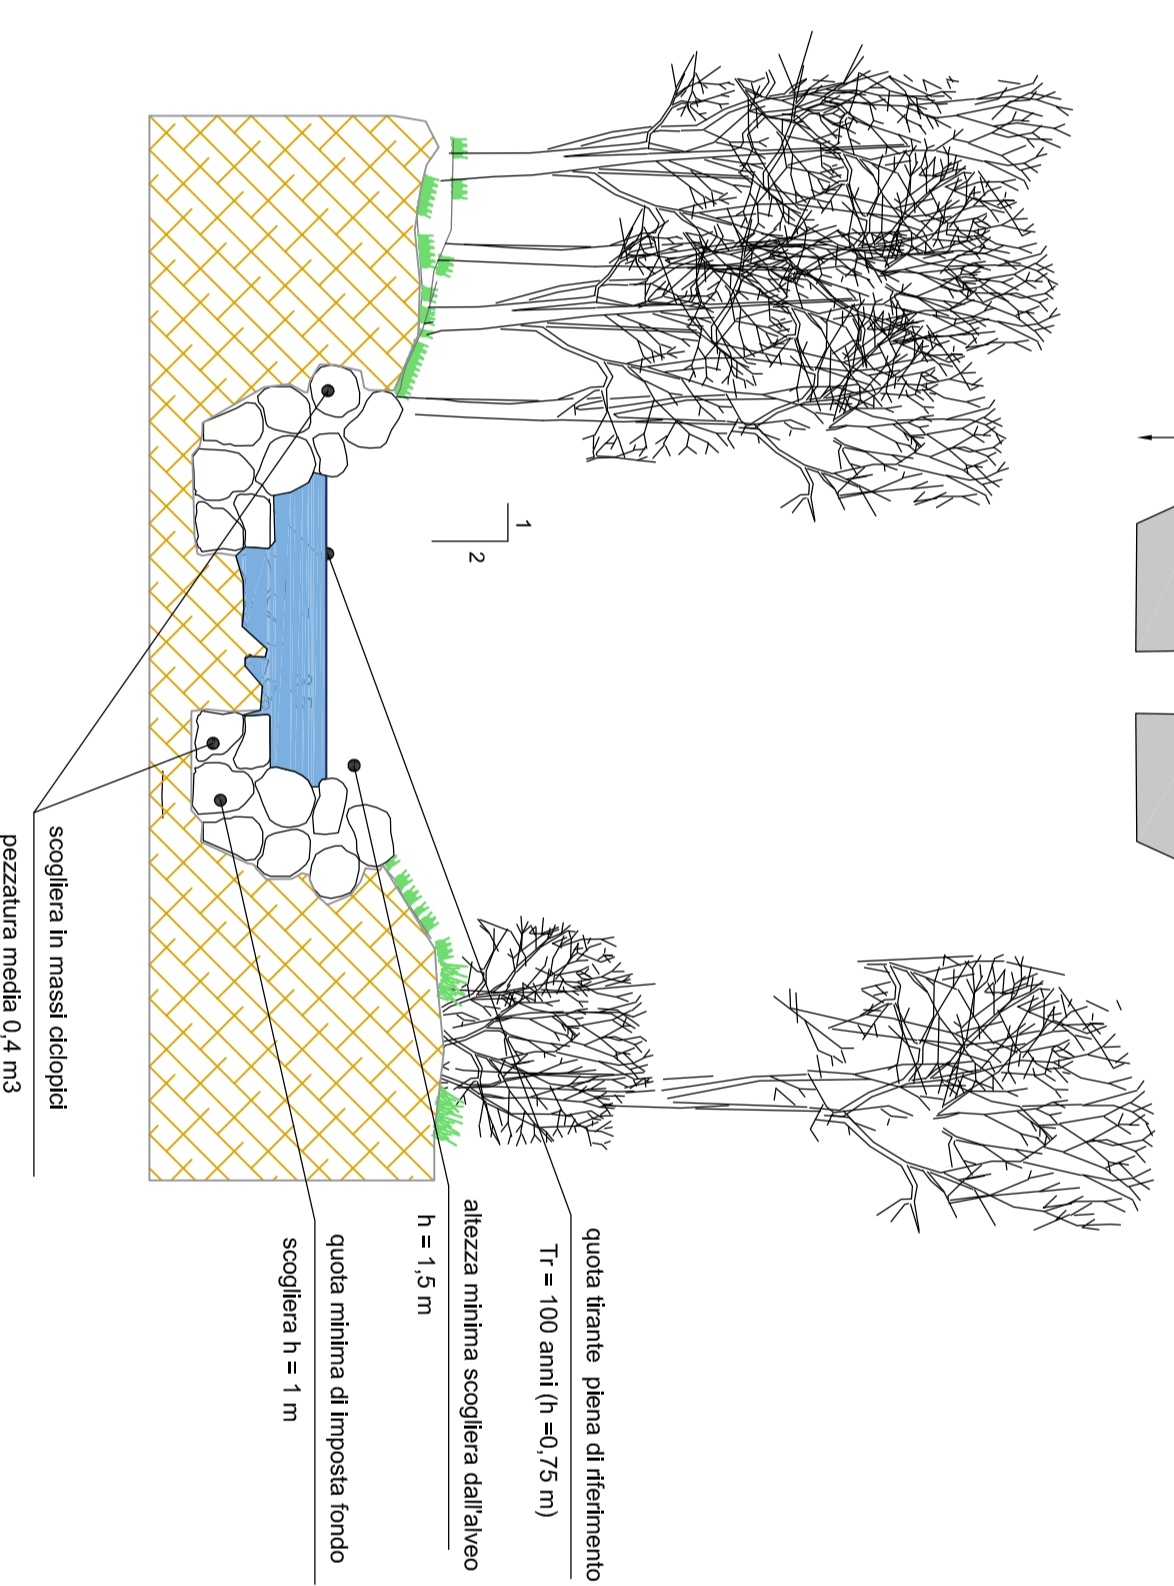 1
2
quota tirante piena di riferimento
Tr = 100 anni (h =0,75 m)
altezza minima scogliera dall'alveo
h = 1,5 m
quota minima di imposta fondo
scogliera h = 1 m
scogliera in massi ciclopici
pezzatura media 0,4 m3